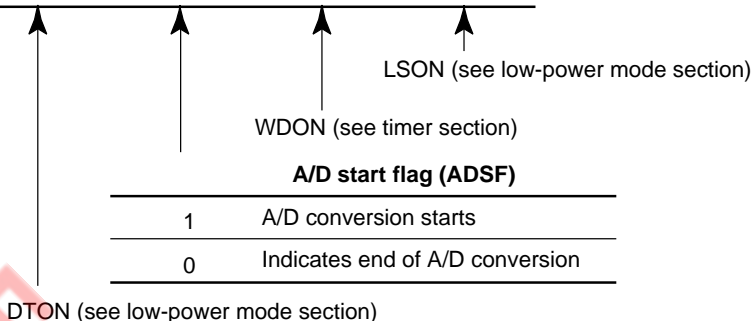 LSON (see low-power mode section)
WDON (see timer section)
A/D start flag (ADSF)
1 A/D conversion starts
0 Indicates end of A/D conversion
DTON (see low-power mode section)